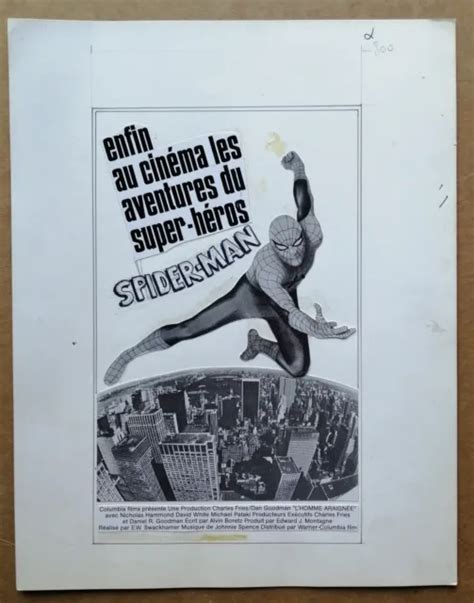 α
800
enfin
au cinéma les
aventures du
super-héros
SPIDER-MAN
Columbia films présente Une Production Charles Fries/Dan Goodman "L'HOMME ARAIGNÉE"
avec Nicholas Hammond David White Michael Pataki Producteurs Exécutifs Charles Fries
et Daniel R. Goodman Ecrit par Alvin Boretz Produit par Edward J. Montagne
Réalisé par E.W. Swackhamer Musique de Johnnie Spence Distribué par Warner-Columbia film